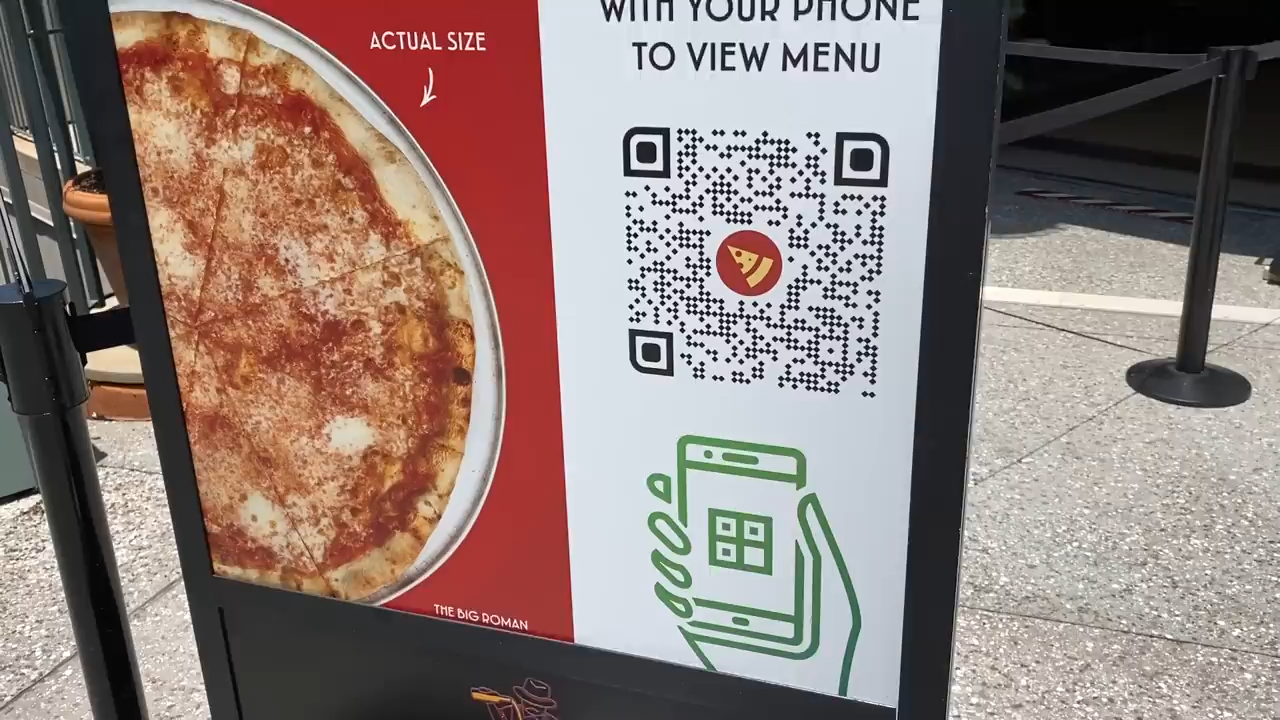 ACTUAL SIZE
THE BIG ROMAN
WITH YOUR PHONE
TO VIEW MENU